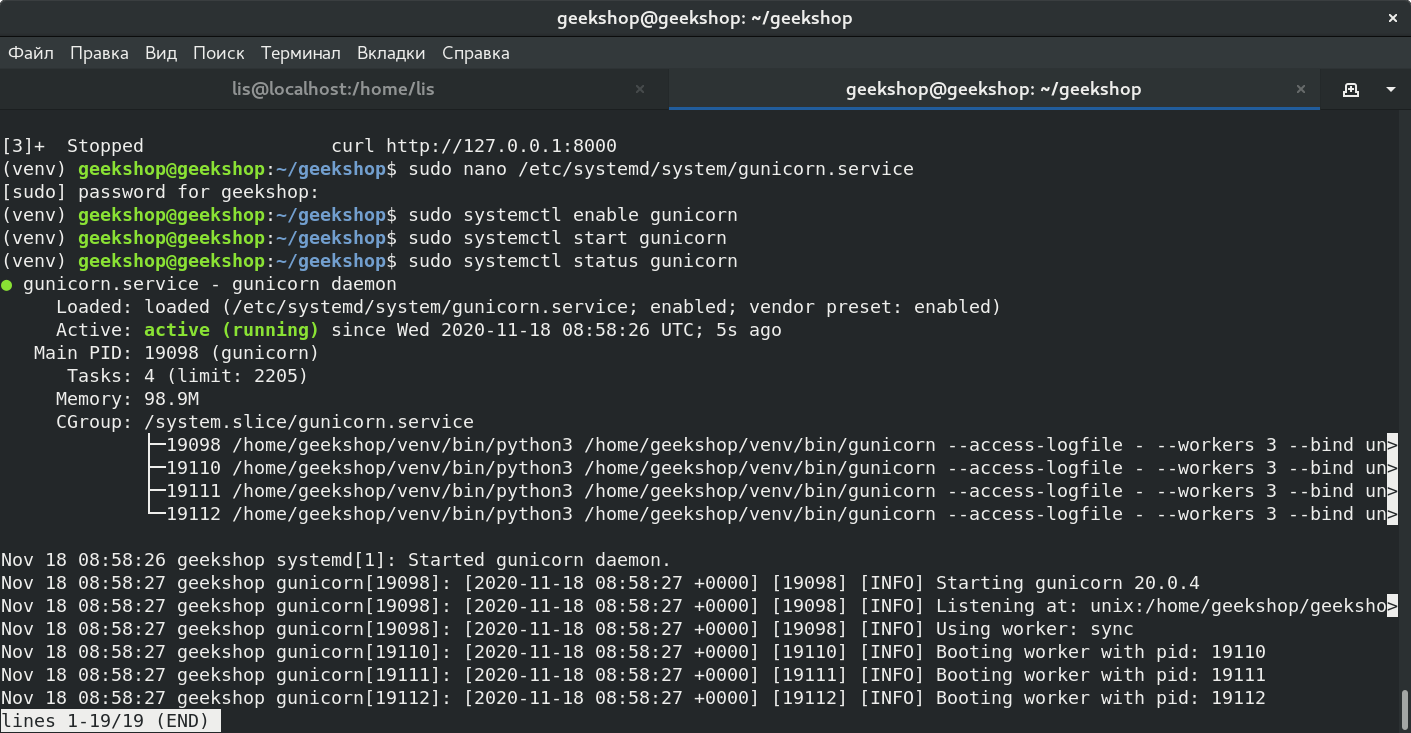 geekshop@geekshop: ~/geekshop
Файл Правка Вид Поиск Терминал Вкладки Справка
lis@localhost:/home/lis
geekshop@geekshop: ~/geekshop
[3]+  Stopped                 curl http://127.0.0.1:8000
(venv) geekshop@geekshop:~/geekshop$ sudo nano /etc/systemd/system/gunicorn.service
[sudo] password for geekshop:
(venv) geekshop@geekshop:~/geekshop$ sudo systemctl enable gunicorn
(venv) geekshop@geekshop:~/geekshop$ sudo systemctl start gunicorn
(venv) geekshop@geekshop:~/geekshop$ sudo systemctl status gunicorn
● gunicorn.service - gunicorn daemon
     Loaded: loaded (/etc/systemd/system/gunicorn.service; enabled; vendor preset: enabled)
     Active: active (running) since Wed 2020-11-18 08:58:26 UTC; 5s ago
   Main PID: 19098 (gunicorn)
      Tasks: 4 (limit: 2205)
     Memory: 98.9M
     CGroup: /system.slice/gunicorn.service
             ├─19098 /home/geekshop/venv/bin/python3 /home/geekshop/venv/bin/gunicorn --access-logfile - --workers 3 --bind un>
             ├─19110 /home/geekshop/venv/bin/python3 /home/geekshop/venv/bin/gunicorn --access-logfile - --workers 3 --bind un>
             ├─19111 /home/geekshop/venv/bin/python3 /home/geekshop/venv/bin/gunicorn --access-logfile - --workers 3 --bind un>
             └─19112 /home/geekshop/venv/bin/python3 /home/geekshop/venv/bin/gunicorn --access-logfile - --workers 3 --bind un>
Nov 18 08:58:26 geekshop systemd[1]: Started gunicorn daemon.
Nov 18 08:58:27 geekshop gunicorn[19098]: [2020-11-18 08:58:27 +0000] [19098] [INFO] Starting gunicorn 20.0.4
Nov 18 08:58:27 geekshop gunicorn[19098]: [2020-11-18 08:58:27 +0000] [19098] [INFO] Listening at: unix:/home/geekshop/geeksho>
Nov 18 08:58:27 geekshop gunicorn[19098]: [2020-11-18 08:58:27 +0000] [19098] [INFO] Using worker: sync
Nov 18 08:58:27 geekshop gunicorn[19110]: [2020-11-18 08:58:27 +0000] [19110] [INFO] Booting worker with pid: 19110
Nov 18 08:58:27 geekshop gunicorn[19111]: [2020-11-18 08:58:27 +0000] [19111] [INFO] Booting worker with pid: 19111
Nov 18 08:58:27 geekshop gunicorn[19112]: [2020-11-18 08:58:27 +0000] [19112] [INFO] Booting worker with pid: 19112
lines 1-19/19 (END)